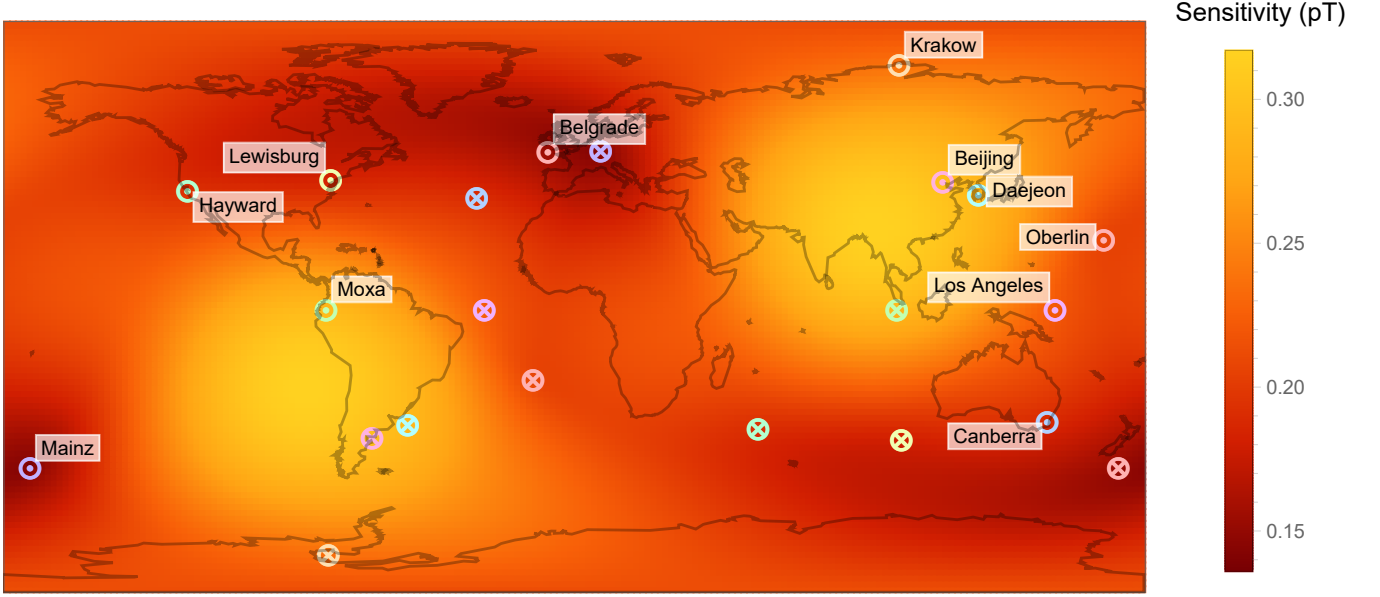 Sensitivity (pT)
Krakow
Belgrade
Lewisburg
Beijing
Hayward
Daejeon
Oberlin
Moxa
Los Angeles
Canberra
Mainz
0.30
0.25
0.20
0.15